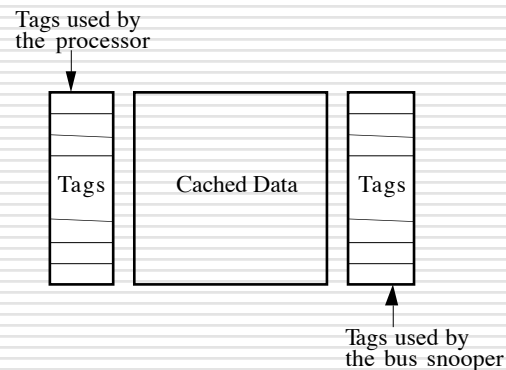 Tags used by
the processor
Tags
Cached Data
Tags
Tags used by
the bus snooper